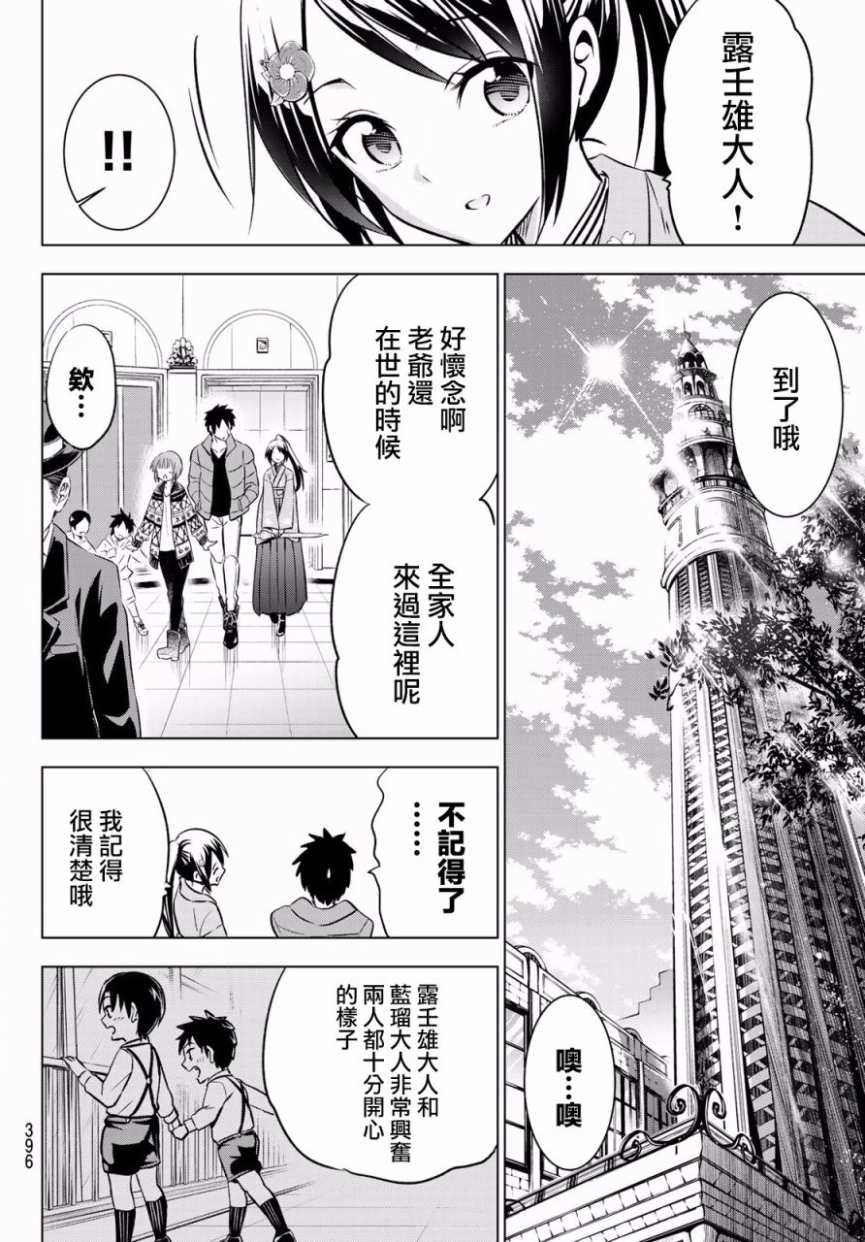 露壬雄大人！
!!
到了哦
噢…噢
好懷念啊
老爺還
在世的時候
全家人
來過這裡呢
欸…
不記得了
……
我記得
很清楚哦
露壬雄大人和
藍瑠大人非常興奮
兩人都十分開心
的樣子
396